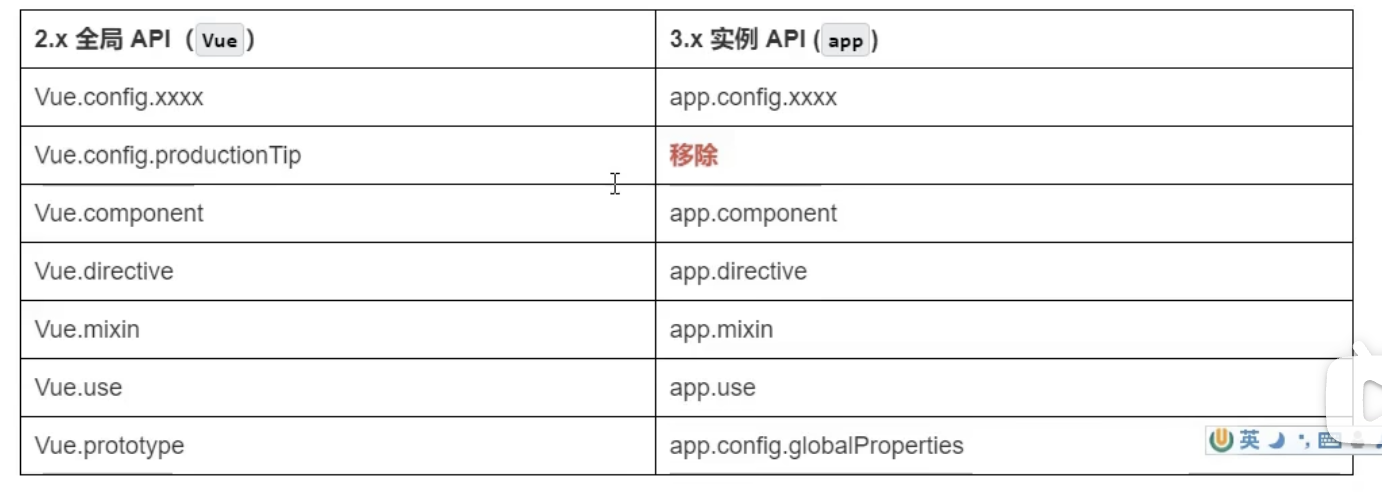 2.x 全局 API（Vue）
3.x 实例 API (app)
Vue.config.xxxx
app.config.xxxx
Vue.config.productionTip
移除
Vue.component
app.component
Vue.directive
app.directive
Vue.mixin
app.mixin
Vue.use
app.use
Vue.prototype
app.config.globalProperties
英